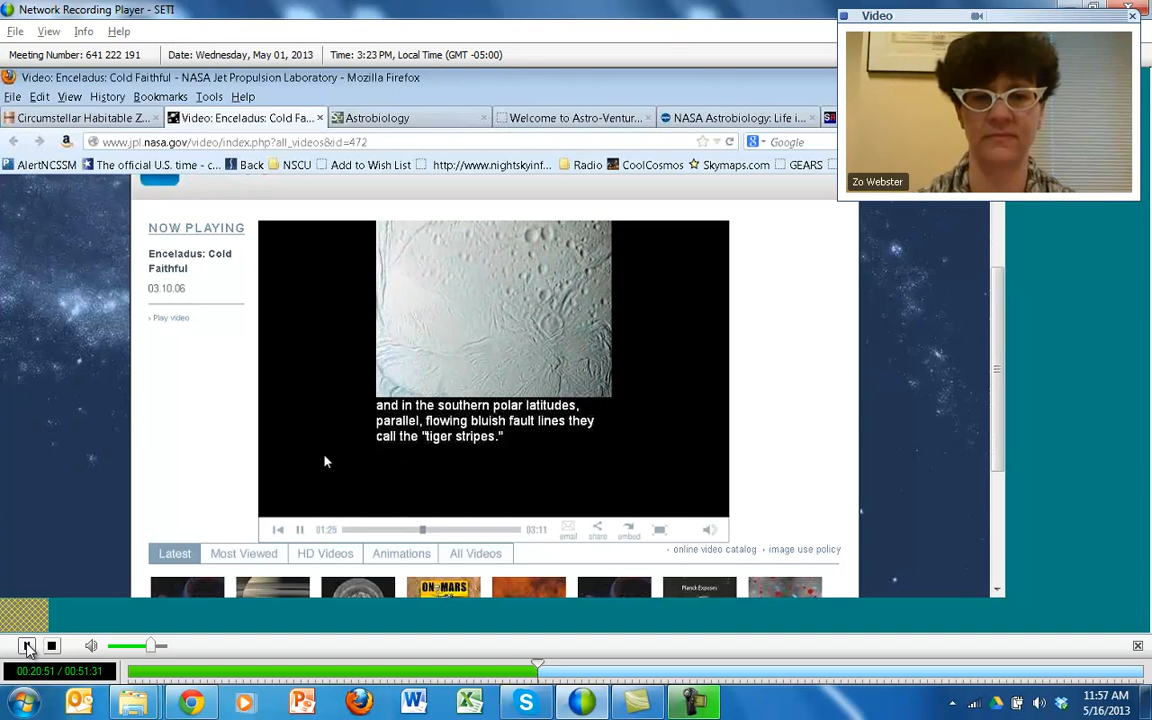 Network Recording Player - SETI
File View Info Help
Meeting Number: 641 222 191 Date: Wednesday, May 01, 2013 Time: 3:23 PM, Local Time (GMT -05:00)
Video
Zo Webster
Video: Enceladus: Cold Faithful - NASA Jet Propulsion Laboratory - Mozilla Firefox
File Edit View History Bookmarks Tools Help
Circumstellar Habitable Z... Video: Enceladus: Cold Fa... Astrobiology Welcome to Astro-Ventur... NASA Astrobiology: Life i...
www.jpl.nasa.gov/video/index.php?all_videos&id=472 Google
AlertNCSSM The official U.S. time - c... Back NSCU Add to Wish List http://www.nightskyinf... Radio CoolCosmos Skymaps.com GEARS
NOW PLAYING
Enceladus: Cold
Faithful
03.10.06
› Play video
and in the southern polar latitudes,
parallel, flowing bluish fault lines they
call the "tiger stripes."
01:25 03:11 email share embed
Latest Most Viewed HD Videos Animations All Videos
› online video catalog › image use policy
ON MARS
Planck Exposes
00:20:51 / 00:51:31
11:57 AM
5/16/2013